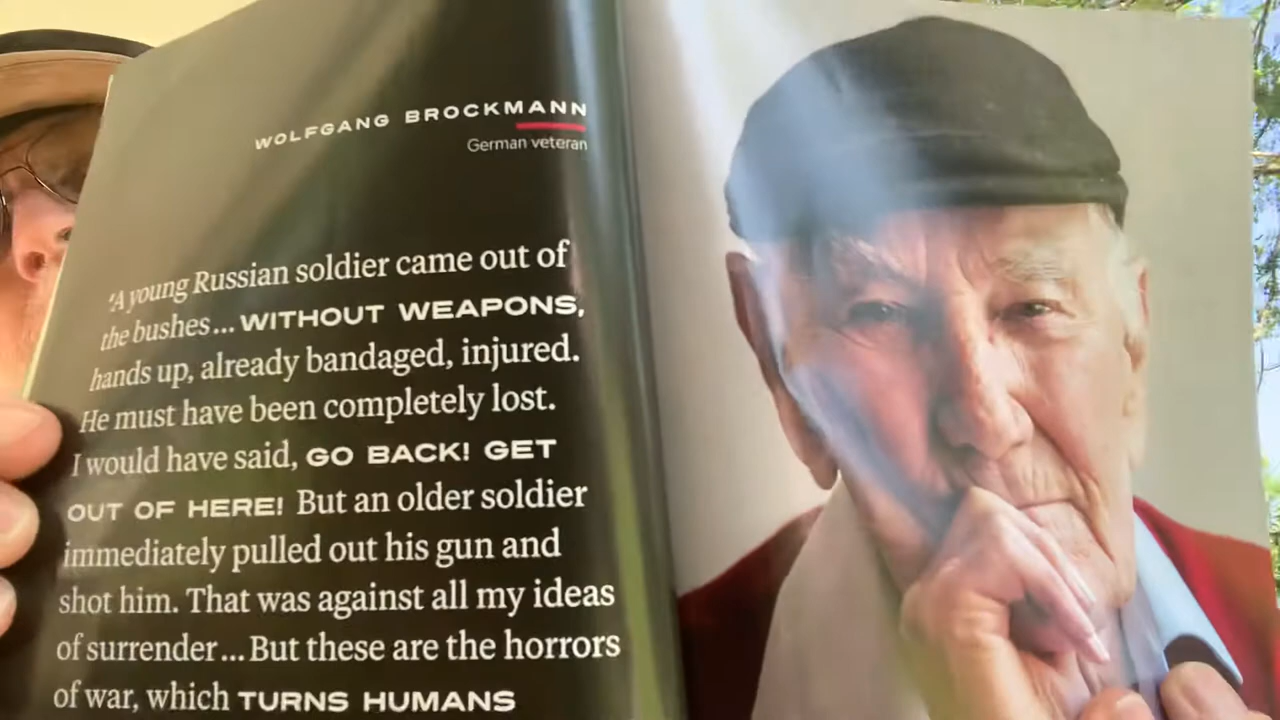 WOLFGANG BROCKMANN
German veteran
‘A young Russian soldier came out of
the bushes... WITHOUT WEAPONS,
hands up, already bandaged, injured.
He must have been completely lost.
I would have said, GO BACK! GET
OUT OF HERE! But an older soldier
immediately pulled out his gun and
shot him. That was against all my ideas
of surrender... But these are the horrors
of war, which TURNS HUMANS